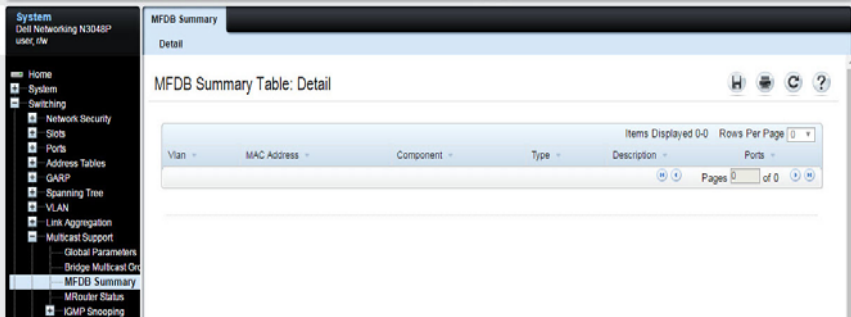 System
Dell Networking N3048P
user, r/w
MFDB Summary
Detail
Home
System
Switching
Network Security
Slots
Ports
Address Tables
GARP
Spanning Tree
VLAN
Link Aggregation
Multicast Support
Global Parameters
Bridge Multicast Gro
MFDB Summary
MRouter Status
IGMP Snooping
MFDB Summary Table: Detail
Items Displayed 0-0 Rows Per Page 0
Vlan MAC Address Component Type Description Ports
Pages 0 of 0